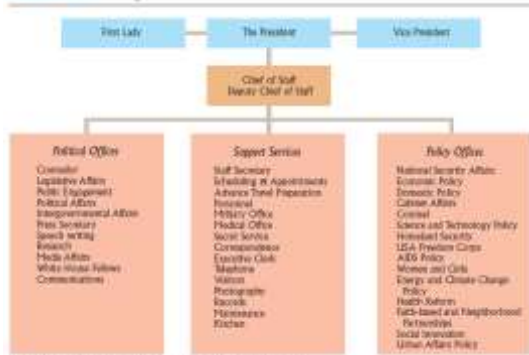 First Lady
The President
Vice President
Chief of Staff
Deputy Chief of Staff
Political Offices
Counselor
Legislative Affairs
Public Engagement
Political Affairs
Intergovernmental Affairs
Press Secretary
Speech writing
Research
Media Affairs
White House Fellows
Communications
Support Services
Staff Secretary
Scheduling & Appointments
Advance Travel Preparation
Personnel
Military Office
Medical Office
Secret Service
Correspondence
Executive Clerk
Telephone
Visitors
Photography
Records
Maintenance
Kitchen
Policy Offices
National Security Affairs
Economic Policy
Domestic Policy
Cabinet Affairs
Counsel
Science and Technology Policy
Homeland Security
USA Freedom Corps
AIDS Policy
Women and Girls
Energy and Climate Change
Policy
Health Reform
Faith-based and Neighborhood
Partnerships
Social Innovation
Urban Affairs Policy